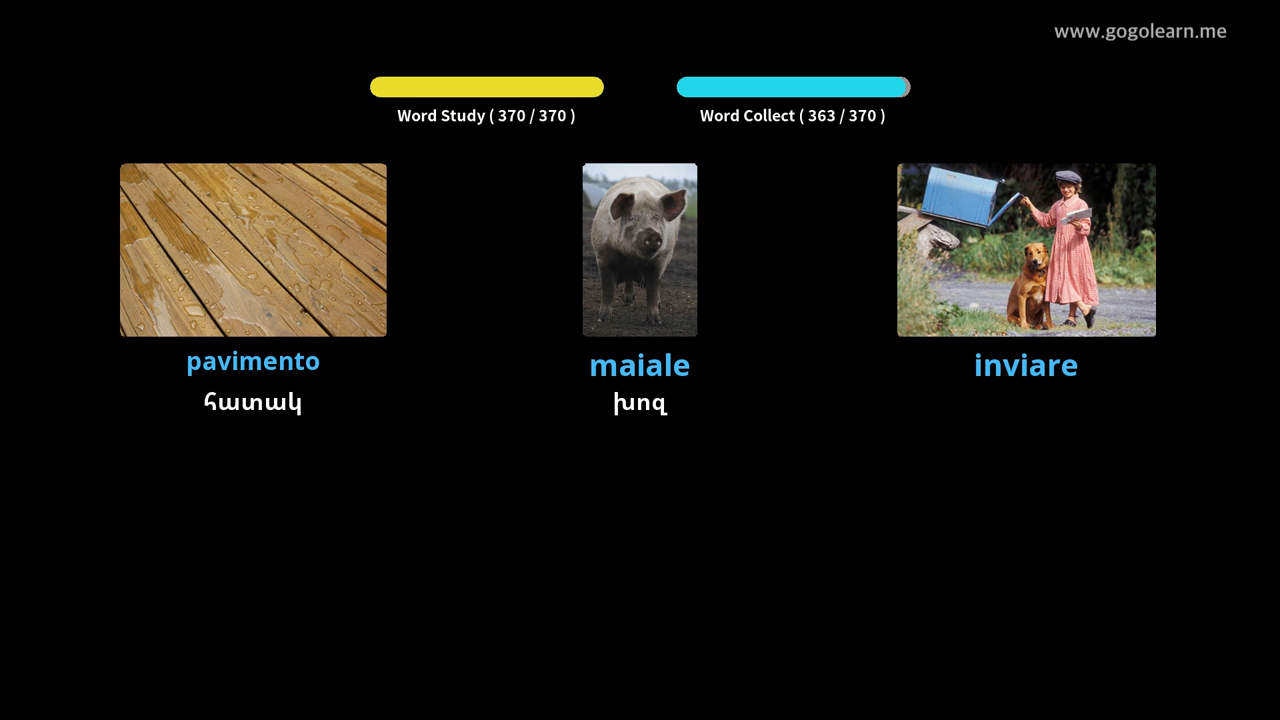 www.gogolearn.me
Word Study ( 370 / 370 )
Word Collect ( 363 / 370 )
pavimento
maiale
inviare
հատակ
խոզ